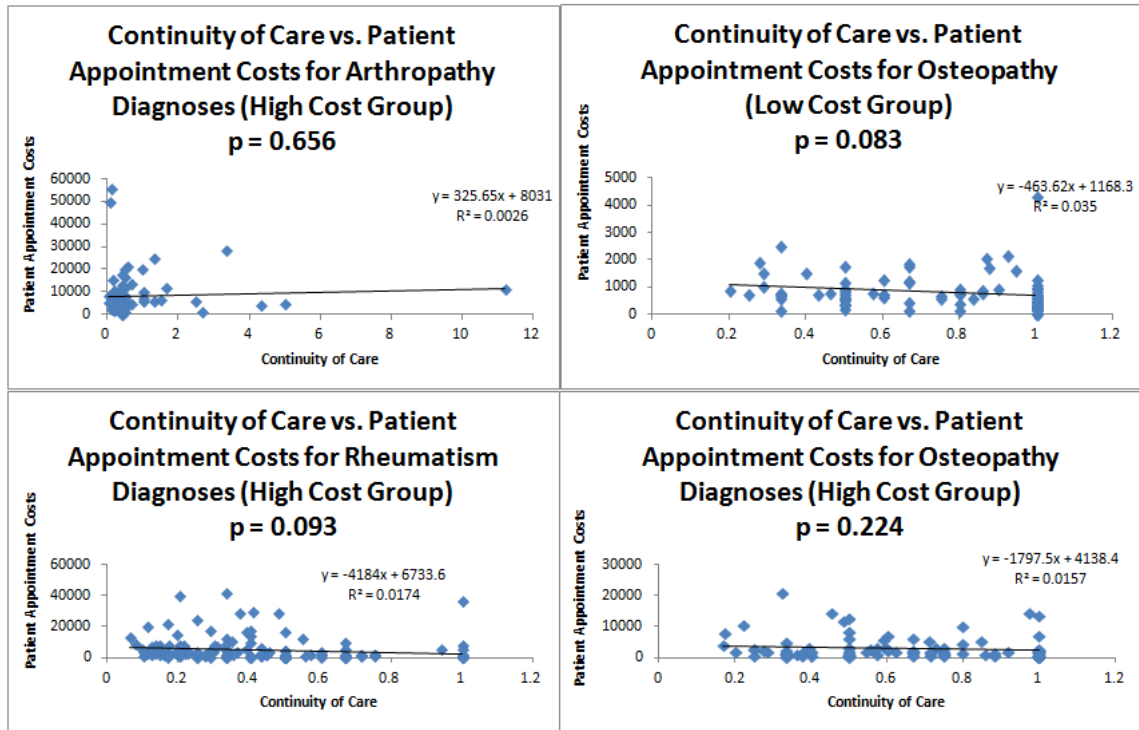 Continuity of Care vs. Patient
Appointment Costs for Arthropathy
Diagnoses (High Cost Group)
p = 0.656
Patient Appointment Costs
60000
50000
40000
30000
20000
10000
0
y = 325.65x + 8031
R² = 0.0026
0 2 4 6 8 10 12
Continuity of Care
Continuity of Care vs. Patient
Appointment Costs for Osteopathy
(Low Cost Group)
p = 0.083
Patient Appointment Costs
5000
4000
3000
2000
1000
0
y = -463.62x + 1168.3
R² = 0.035
0 0.2 0.4 0.6 0.8 1 1.2
Continuity of Care
Continuity of Care vs. Patient
Appointment Costs for Rheumatism
Diagnoses (High Cost Group)
p = 0.093
Patient Appointment Costs
60000
40000
20000
0
y = -4184x + 6733.6
R² = 0.0174
0 0.2 0.4 0.6 0.8 1 1.2
Continuity of Care
Continuity of Care vs. Patient
Appointment Costs for Osteopathy
Diagnoses (High Cost Group)
p = 0.224
Patient Appointment Costs
30000
20000
10000
0
y = -1797.5x + 4138.4
R² = 0.0157
0 0.2 0.4 0.6 0.8 1 1.2
Continuity of Care